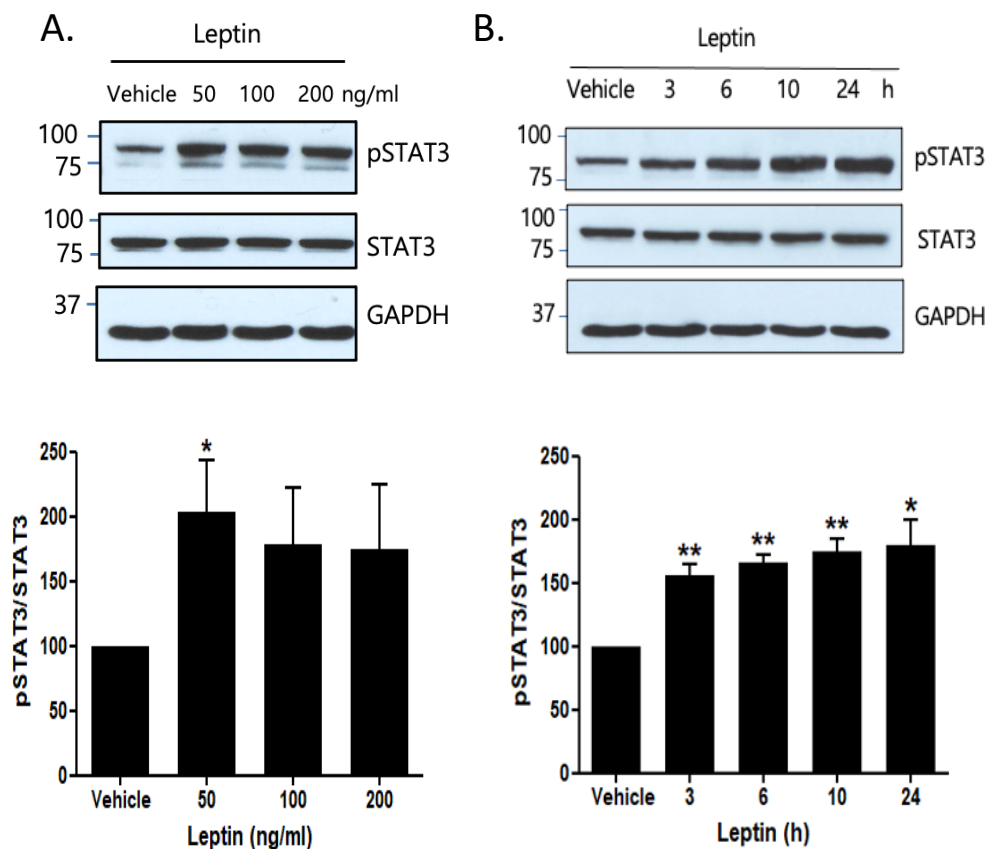 A.
Leptin
Vehicle 50 100 200 ng/ml
100
75
pSTAT3
100
75
STAT3
37
GAPDH
250
200
150
100
50
0
pSTAT3/STAT3
* 
Vehicle 50 100 200
Leptin (ng/ml)
B.
Leptin
Vehicle 3 6 10 24 h
100
75
pSTAT3
100
75
STAT3
37
GAPDH
250
200
150
100
50
0
pSTAT3/STAT3
** ** ** *
Vehicle 3 6 10 24
Leptin (h)